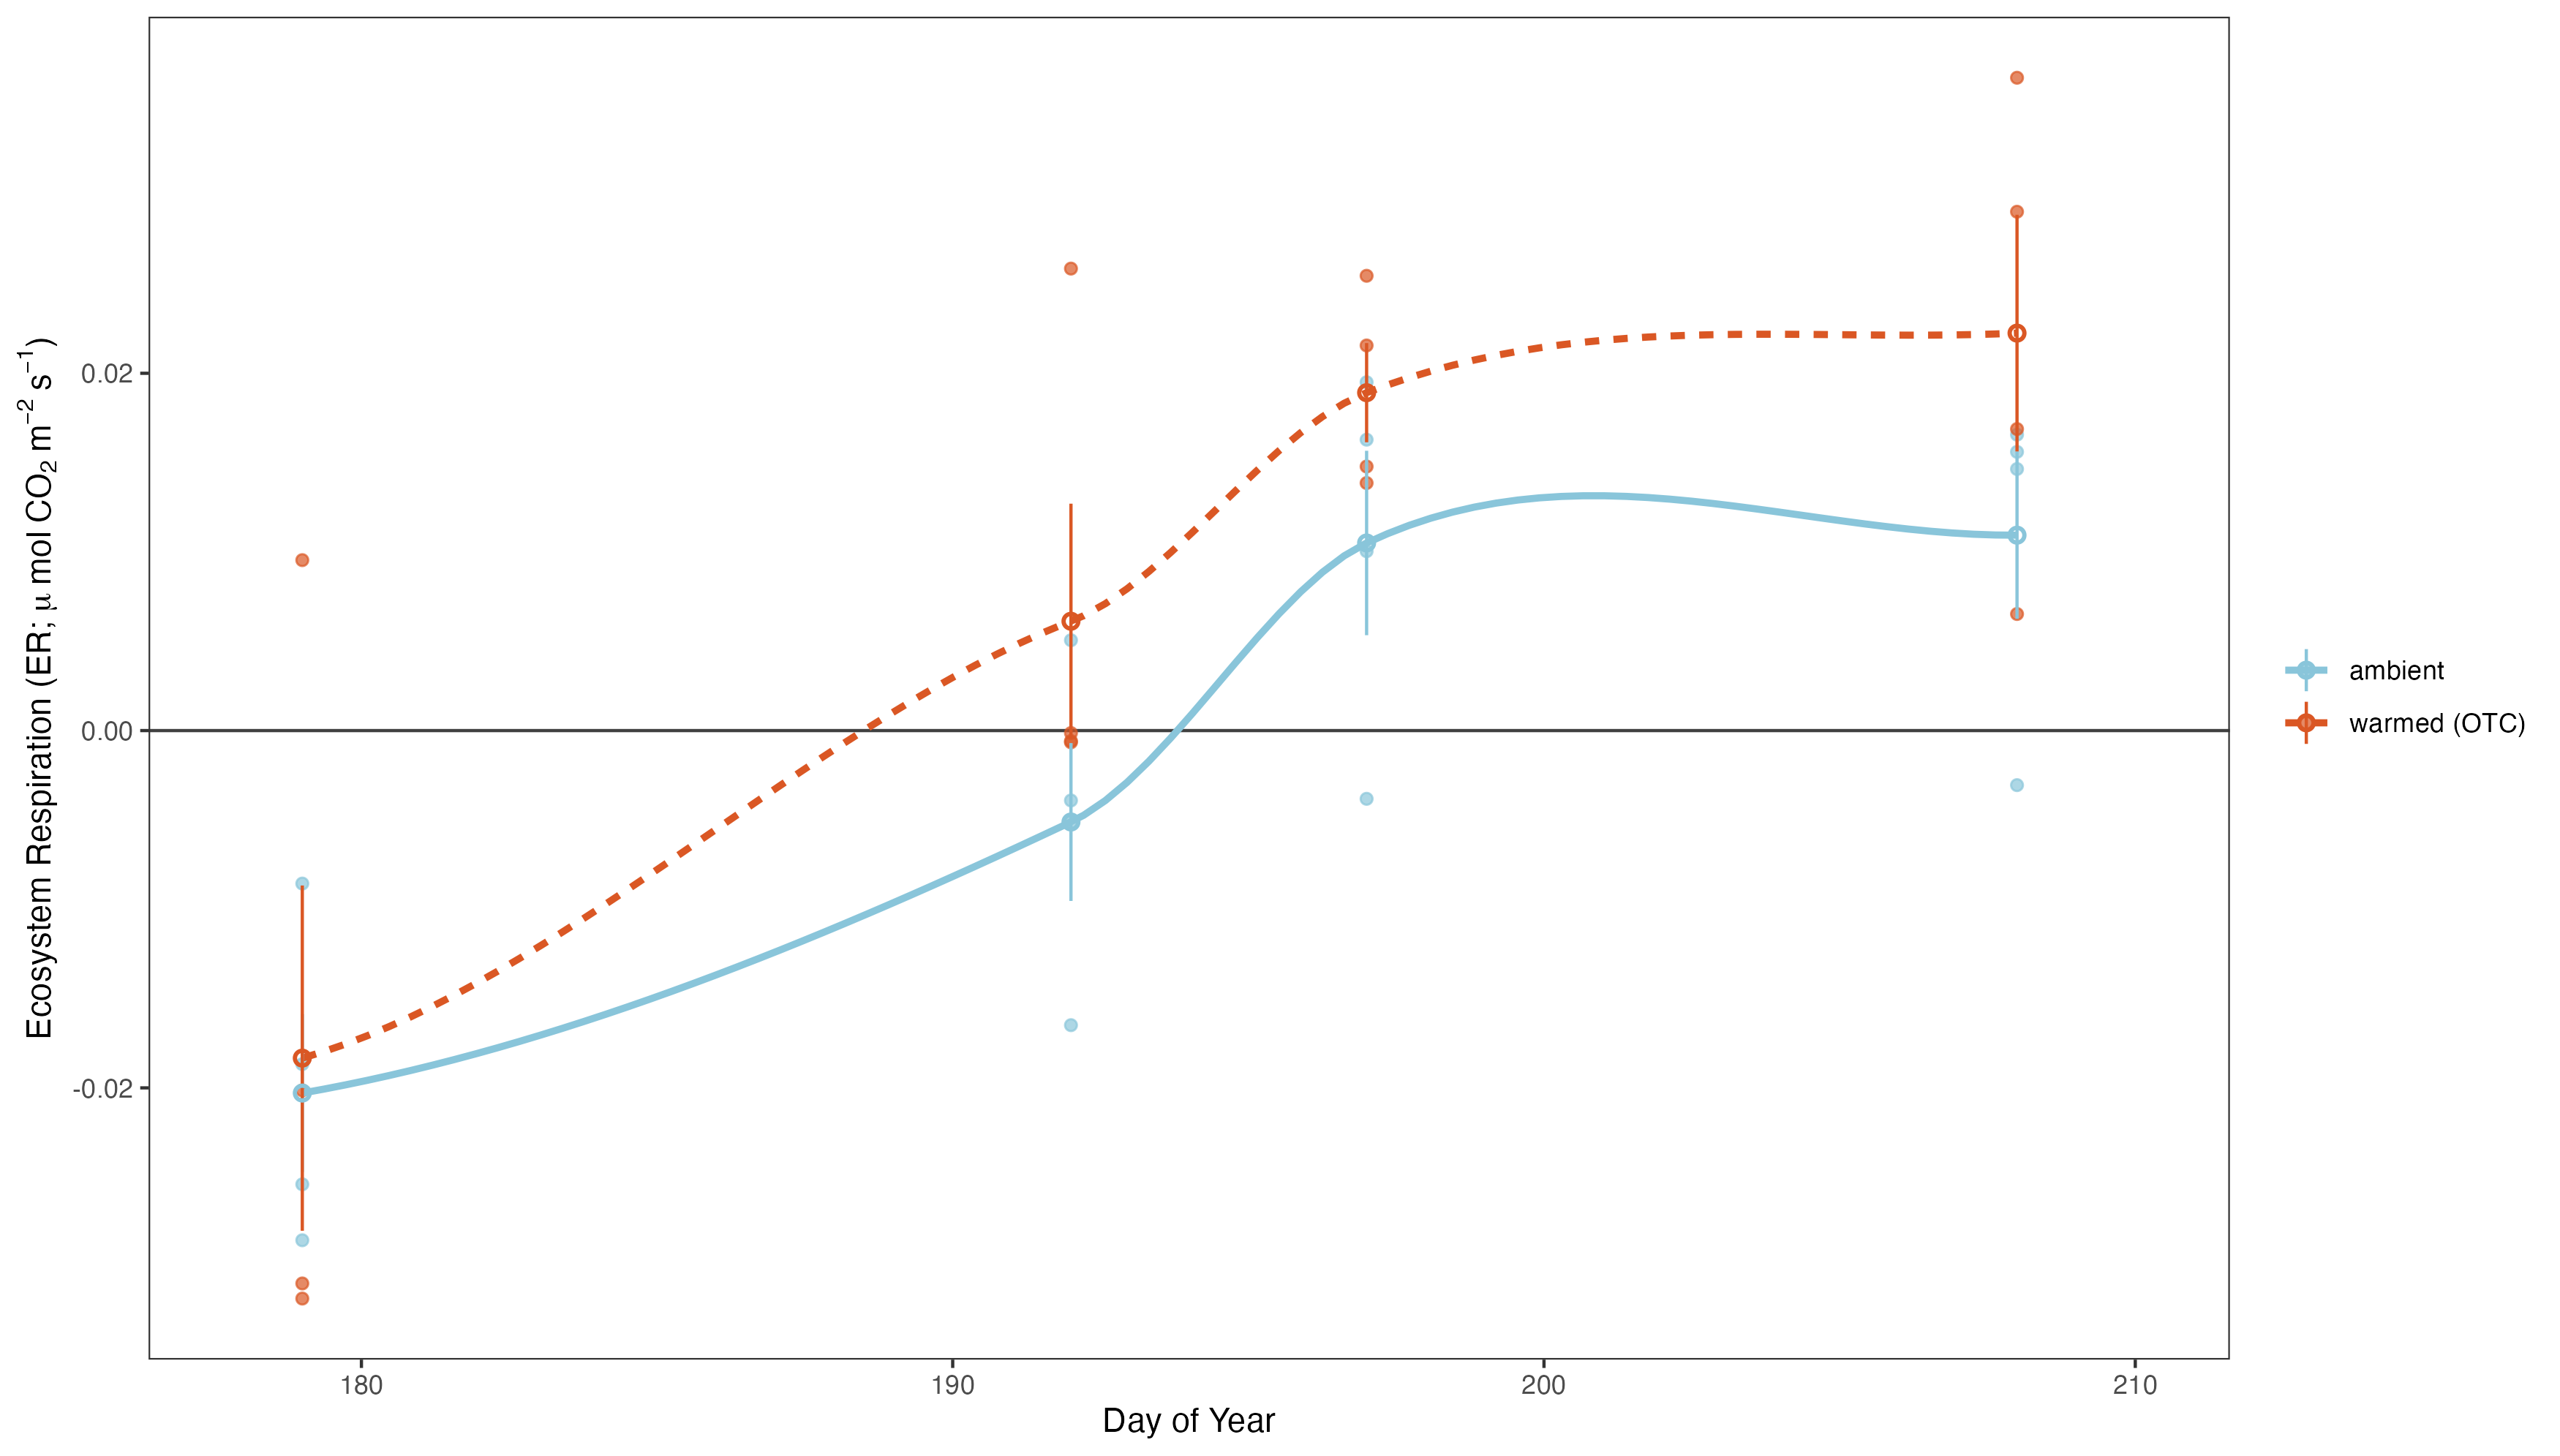 Ecosystem Respiration (ER; μ mol CO₂ m⁻² s⁻¹)
0.02
0.00
-0.02
180 190 200 210
Day of Year
ambient
warmed (OTC)